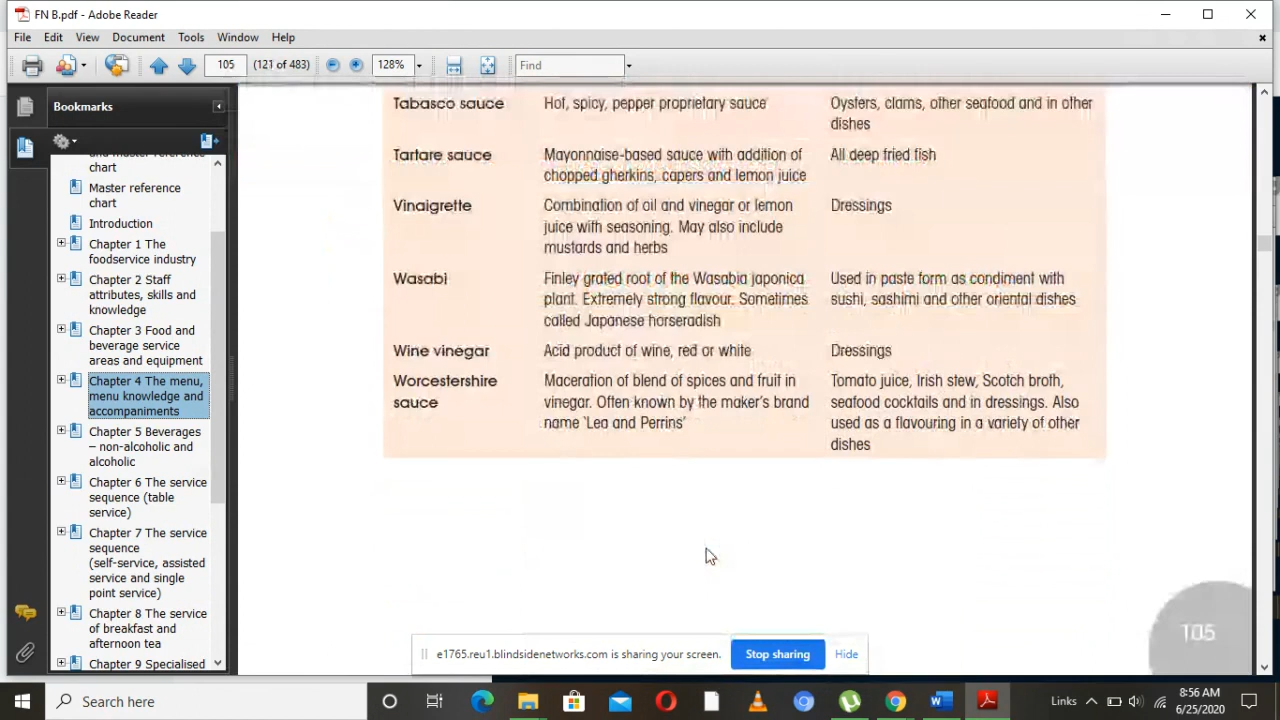 FN B.pdf - Adobe Reader
File Edit View Document Tools Window Help
105 (121 of 483) 128% Find
Bookmarks
and master reference
chart
Master reference
chart
Introduction
Chapter 1 The
foodservice industry
Chapter 2 Staff
attributes, skills and
knowledge
Chapter 3 Food and
beverage service
areas and equipment
Chapter 4 The menu,
menu knowledge and
accompaniments
Chapter 5 Beverages
– non-alcoholic and
alcoholic
Chapter 6 The service
sequence (table
service)
Chapter 7 The service
sequence
(self-service, assisted
service and single
point service)
Chapter 8 The service
of breakfast and
afternoon tea
Chapter 9 Specialised
Tabasco sauce Hot, spicy, pepper proprietary sauce Oysters, clams, other seafood and in other
dishes
Tartare sauce Mayonnaise-based sauce with addition of All deep fried fish
chopped gherkins, capers and lemon juice
Vinaigrette Combination of oil and vinegar or lemon Dressings
juice with seasoning. May also include
mustards and herbs
Wasabi Finley grated root of the Wasabia japonica Used in paste form as condiment with
plant. Extremely strong flavour. Sometimes sushi, sashimi and other oriental dishes
called Japanese horseradish
Wine vinegar Acid product of wine, red or white Dressings
Worcestershire Maceration of blend of spices and fruit in Tomato juice, Irish stew, Scotch broth,
sauce vinegar. Often known by the maker's brand seafood cocktails and in dressings. Also
name 'Lea and Perrins' used as a flavouring in a variety of other
dishes
105
e1765.reu1.blindsidenetworks.com is sharing your screen. Stop sharing Hide
Search here Links 8:56 AM
6/25/2020